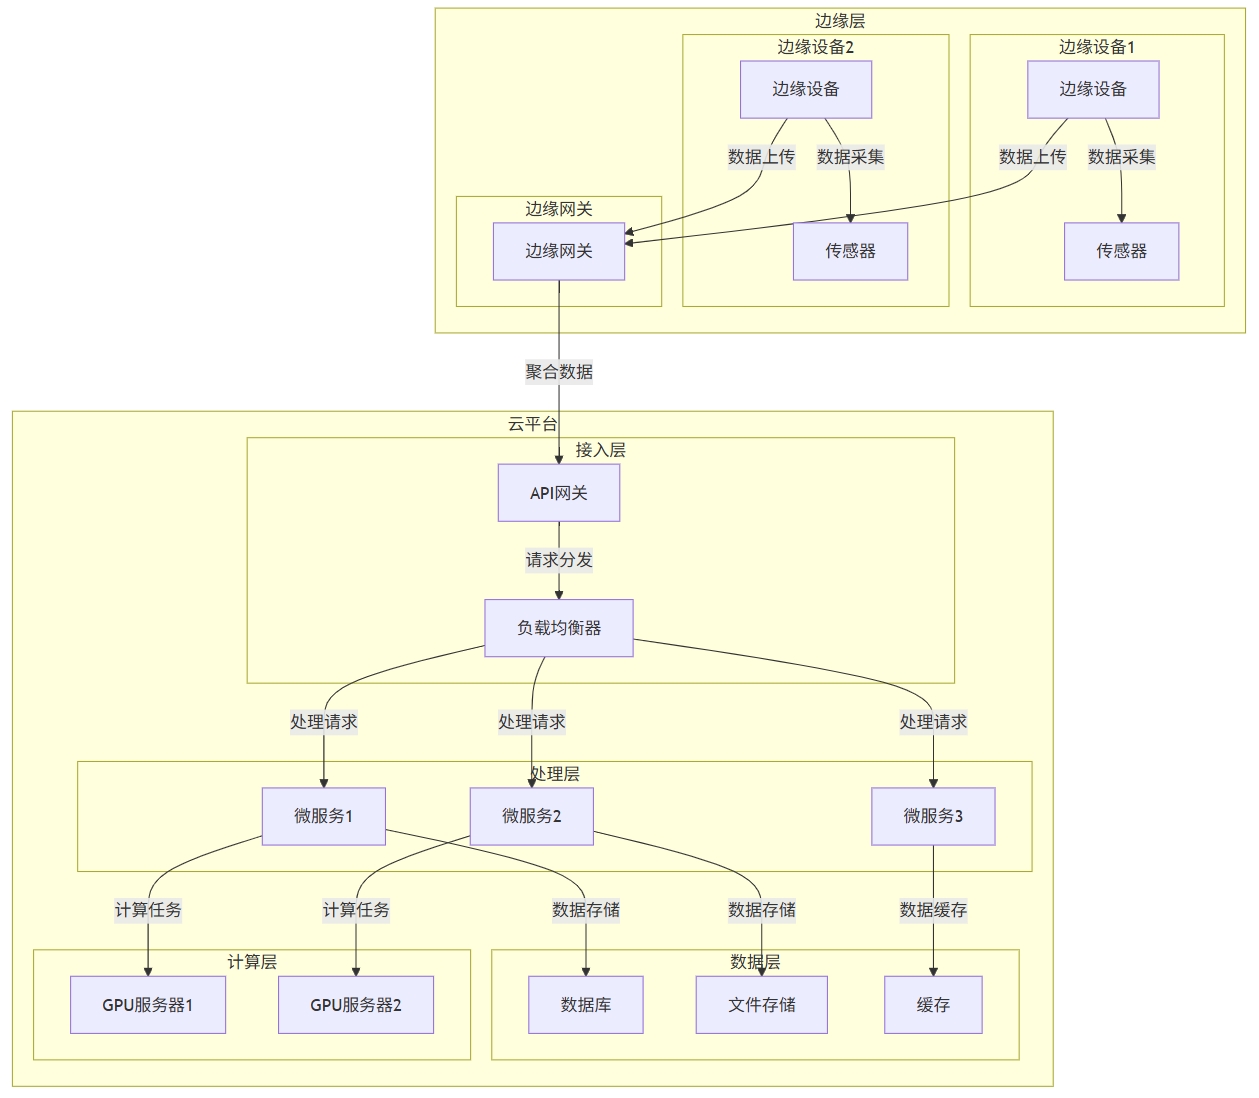 边缘层
边缘设备2
边缘设备1
边缘设备
边缘设备
数据上传
数据采集
数据上传
数据采集
边缘网关
边缘网关
传感器
传感器
聚合数据
云平台
接入层
API网关
请求分发
负载均衡器
处理请求
处理请求
处理请求
处理层
微服务1
微服务2
微服务3
计算任务
计算任务
数据存储
数据存储
数据缓存
计算层
数据层
GPU服务器1
GPU服务器2
数据库
文件存储
缓存